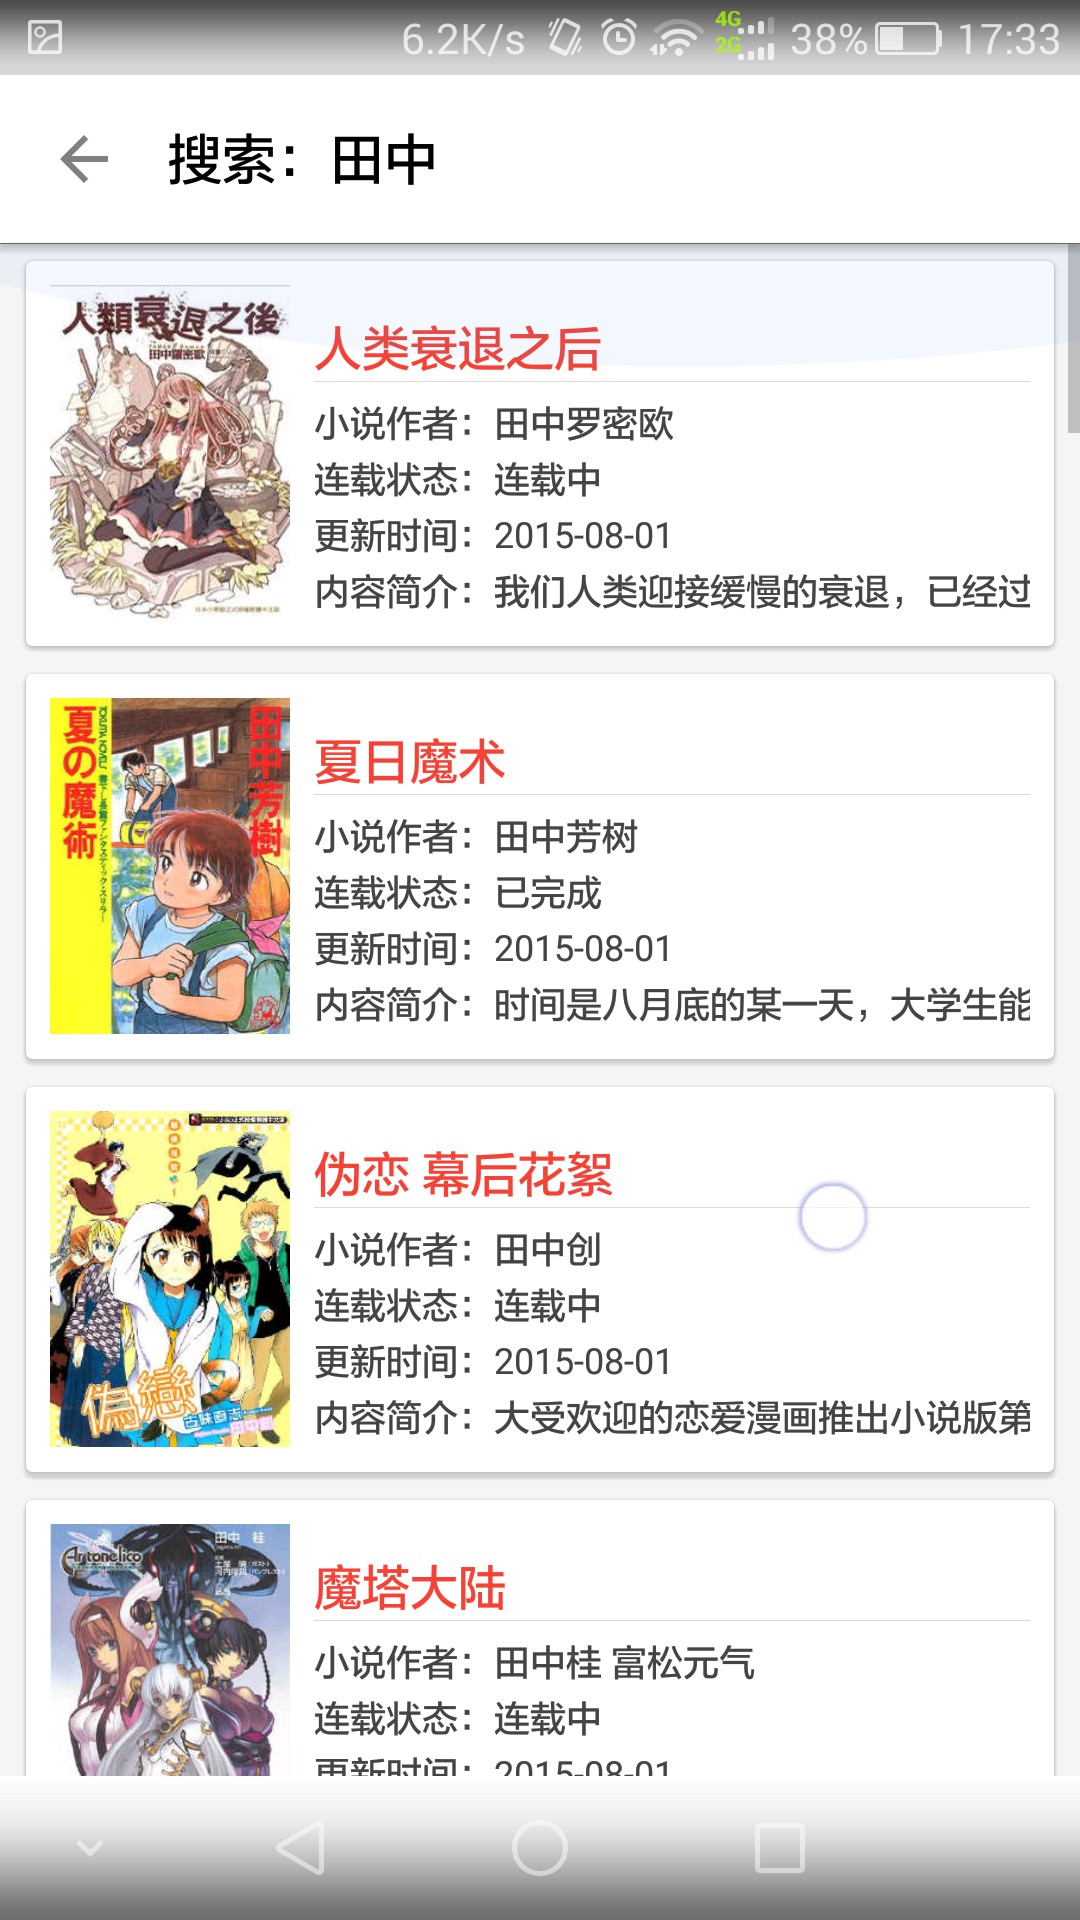 6.2K/s 4G 2G 38% 17:33
搜索：田中
人類衰退之後
田中羅密歐
人类衰退之后
小说作者：田中罗密欧
连载状态：连载中
更新时间：2015-08-01
内容简介：我们人类迎接缓慢的衰退，已经过
夏の魔術
TOKUMA NOVELS
田中芳樹
夏日魔术
小说作者：田中芳树
连载状态：已完成
更新时间：2015-08-01
内容简介：时间是八月底的某一天，大学生能
偽戀
古味直志
田中創
伪恋 幕后花絮
小说作者：田中创
连载状态：连载中
更新时间：2015-08-01
内容简介：大受欢迎的恋爱漫画推出小说版第
田中 桂
Ar tonelico
魔塔大陆
小说作者：田中桂 富松元气
连载状态：连载中
更新时间：2015-08-01